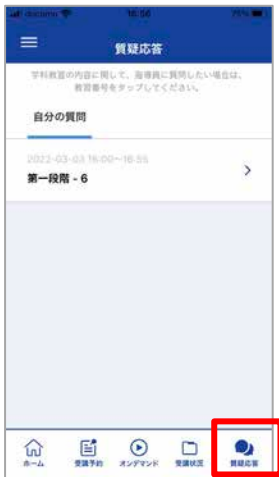 docomo 16:56 75%
質疑応答
学科教習の内容に関して、指導員に質問したい場合は、
教習番号をタップしてください。
自分の質問
2022-03-03 16:00～16:55
第一段階 - 6
ホーム 受講予約 オンデマンド 受講状況 質疑応答